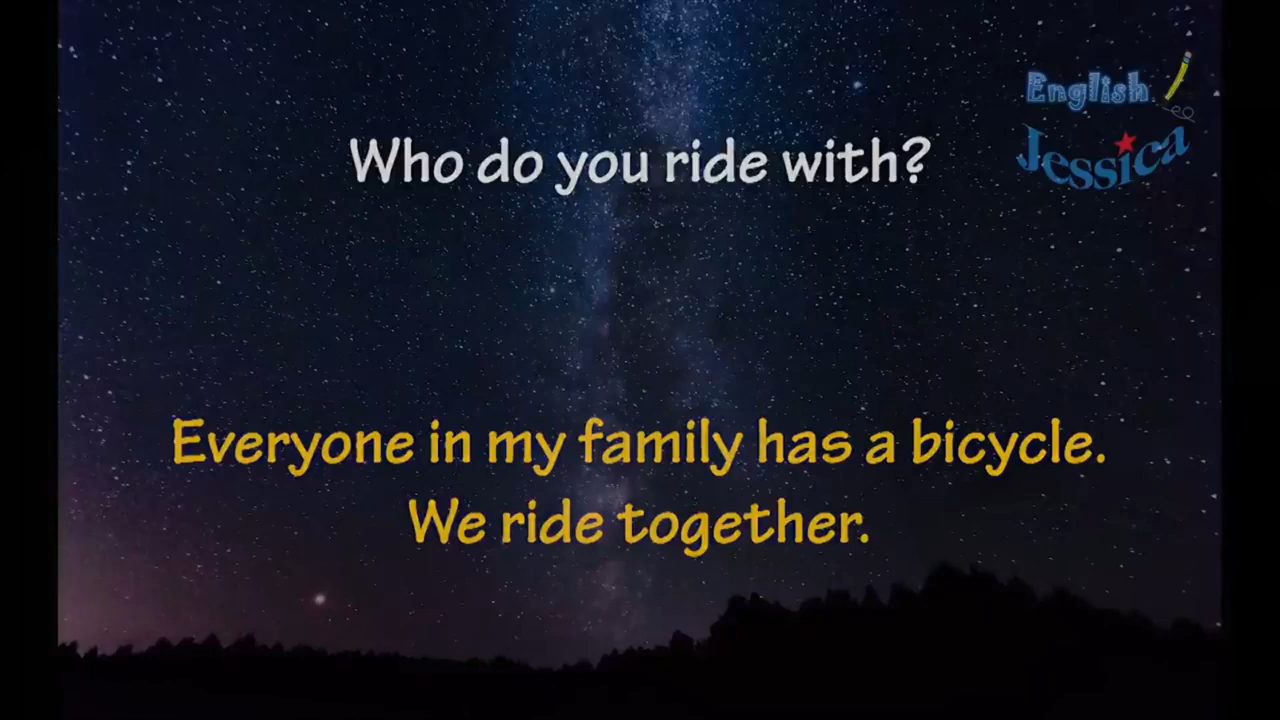 English
Jessica
Who do you ride with?
Everyone in my family has a bicycle.
We ride together.